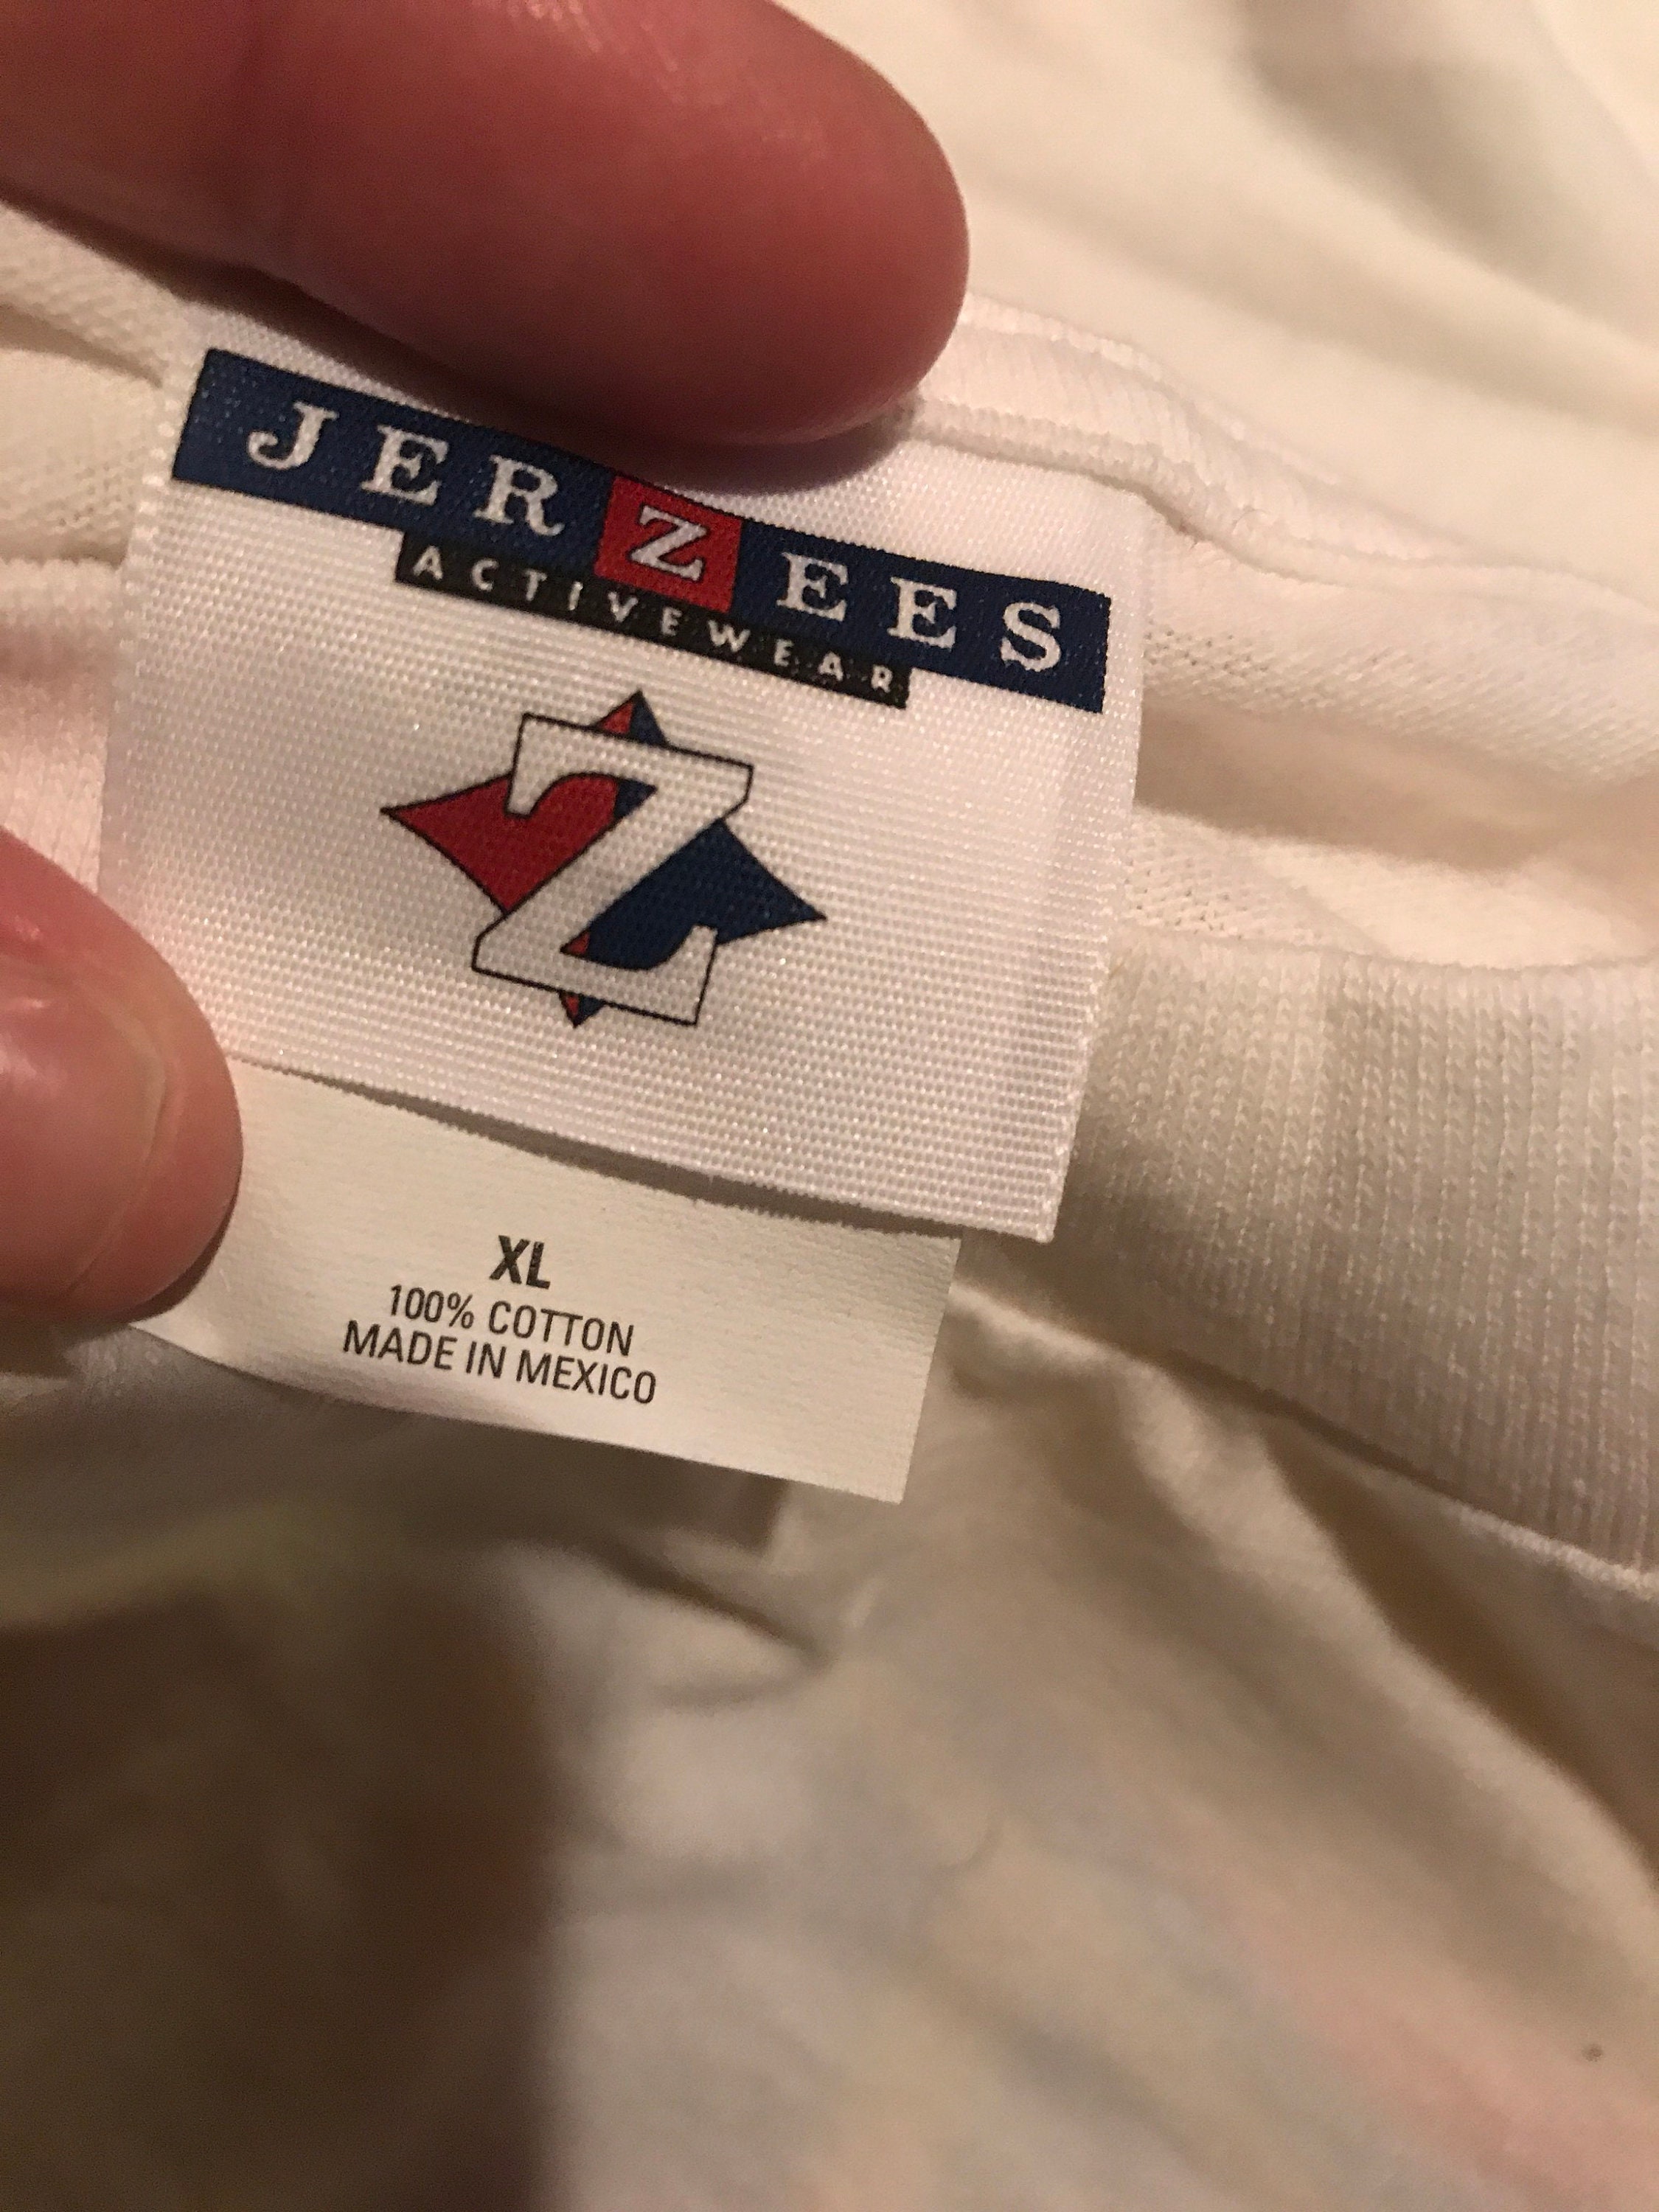 JERZEES
ACTIVEWEAR
Z
XL
100% COTTON
MADE IN MEXICO